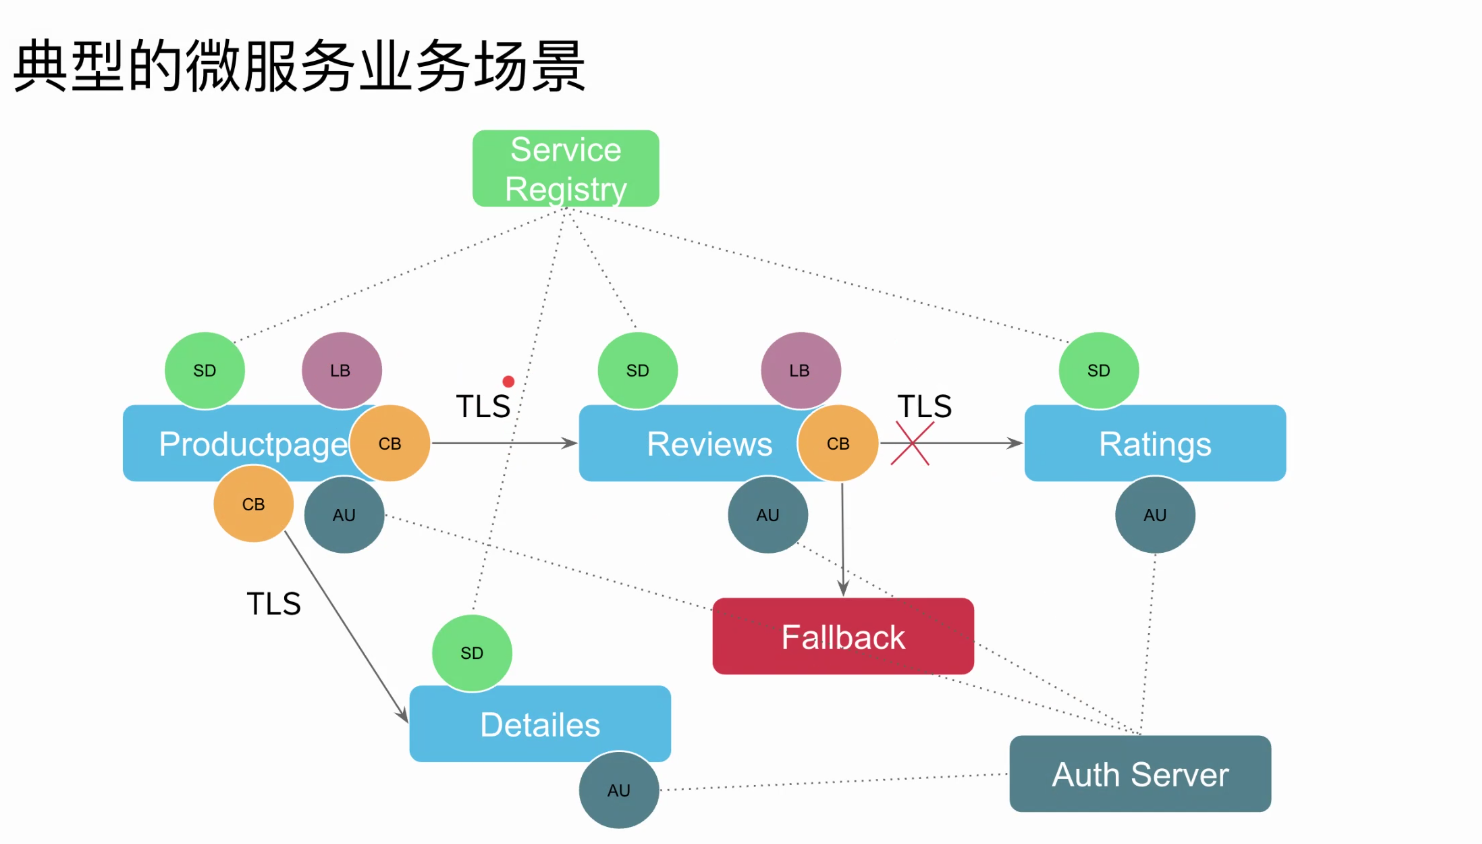 典型的微服务业务场景
Service
Registry
SD
LB
SD
LB
SD
TLS
TLS
Productpage
CB
Reviews
CB
Ratings
CB
AU
AU
AU
TLS
Fallback
SD
Detailes
Auth Server
AU